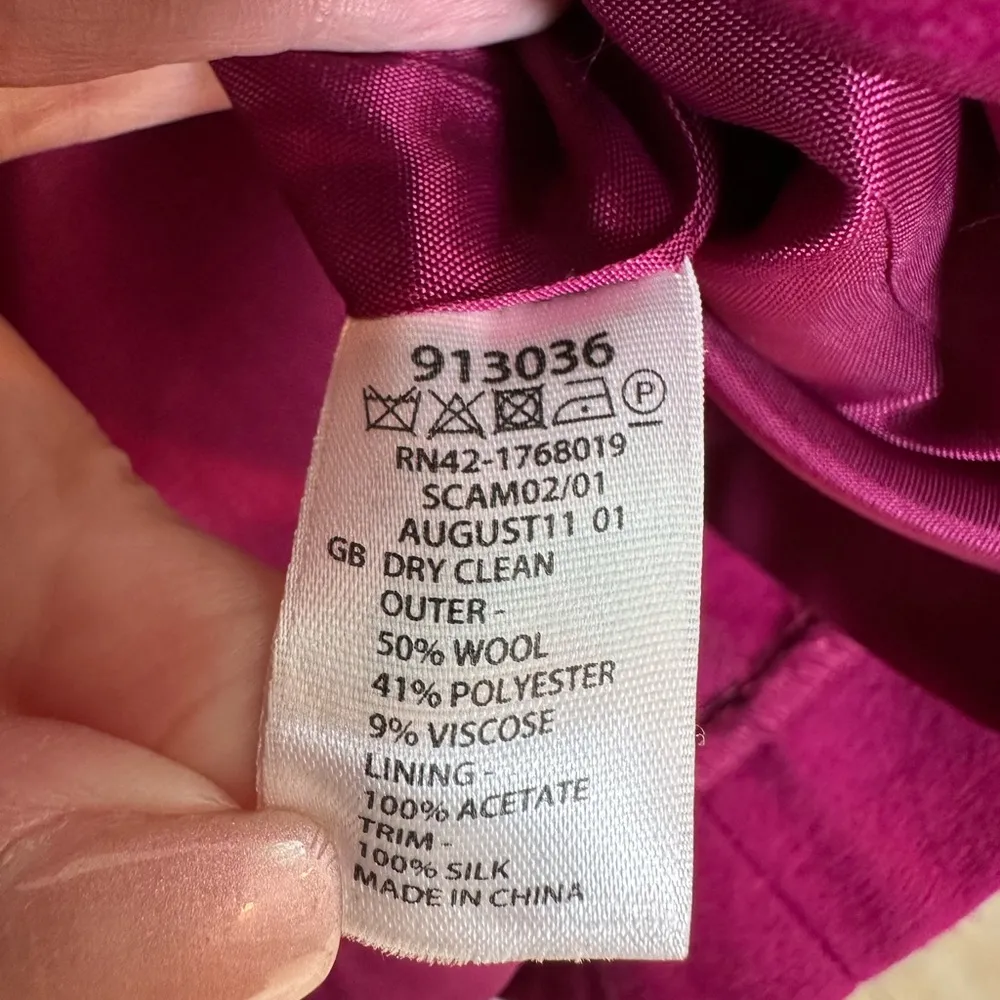 913036
P
RN42-1768019
SCAM02/01
AUGUST11 01
GB DRY CLEAN
OUTER -
50% WOOL
41% POLYESTER
9% VISCOSE
LINING -
100% ACETATE
TRIM -
100% SILK
MADE IN CHINA